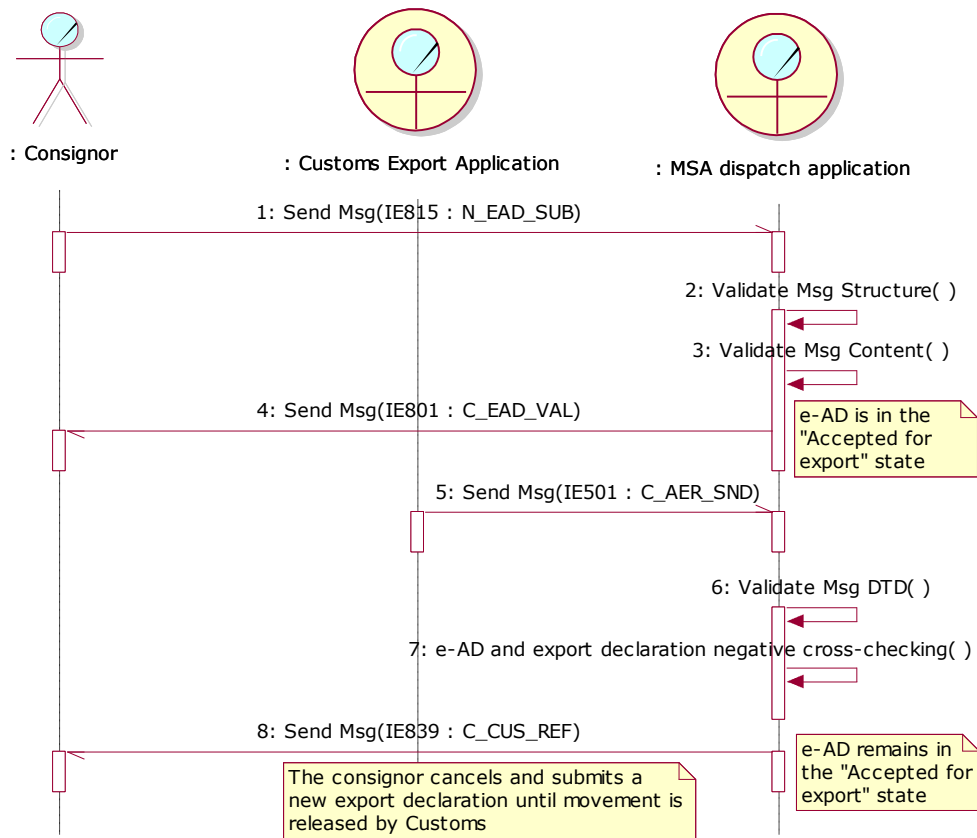 : Consignor
: Customs Export Application
: MSA dispatch application
1: Send Msg(IE815 : N_EAD_SUB)
2: Validate Msg Structure( )
3: Validate Msg Content( )
4: Send Msg(IE801 : C_EAD_VAL)
e-AD is in the
"Accepted for
export" state
5: Send Msg(IE501 : C_AER_SND)
6: Validate Msg DTD( )
7: e-AD and export declaration negative cross-checking( )
8: Send Msg(IE839 : C_CUS_REF)
e-AD remains in
the "Accepted for
export" state
The consignor cancels and submits a
new export declaration until movement is
released by Customs